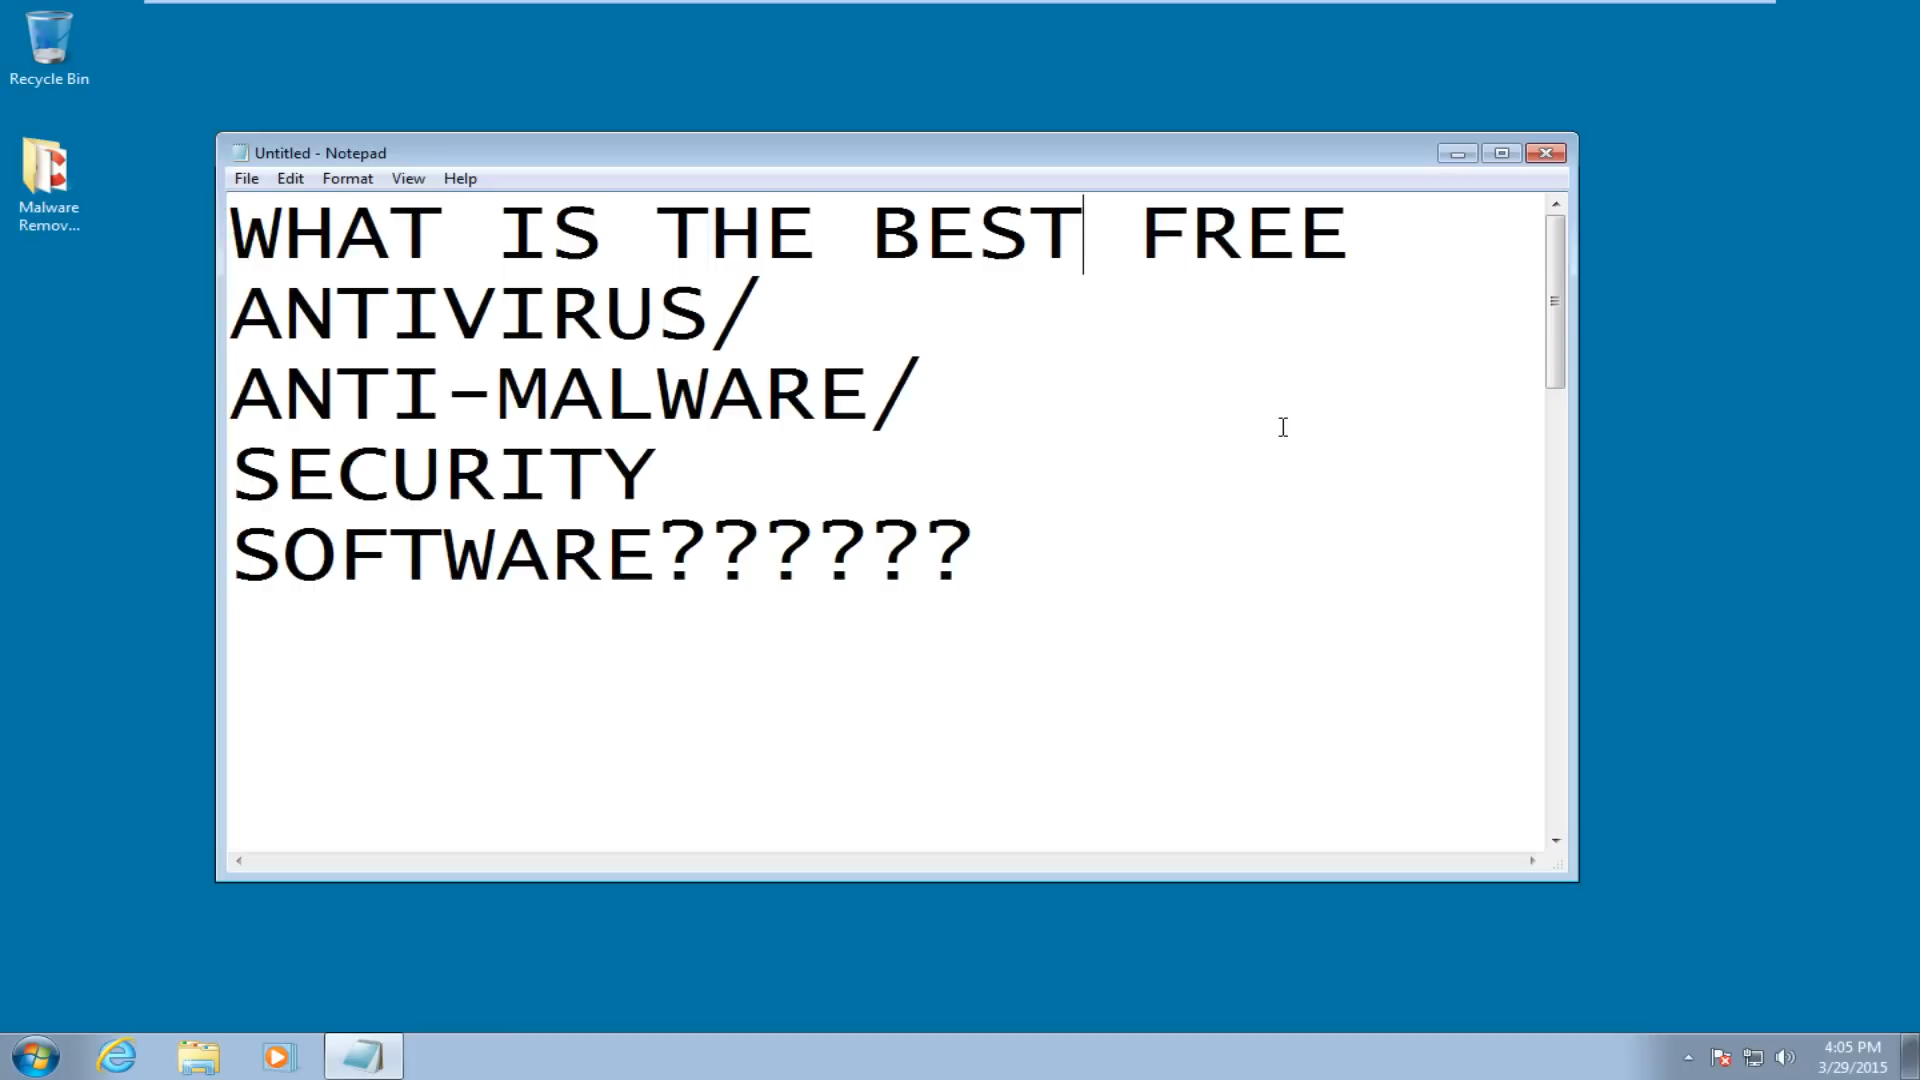 Recycle Bin
Malware
Remov...
Untitled - Notepad
File Edit Format View Help
WHAT IS THE BEST FREE
ANTIVIRUS/
ANTI-MALWARE/
SECURITY
SOFTWARE??????
4:05 PM
3/29/2015